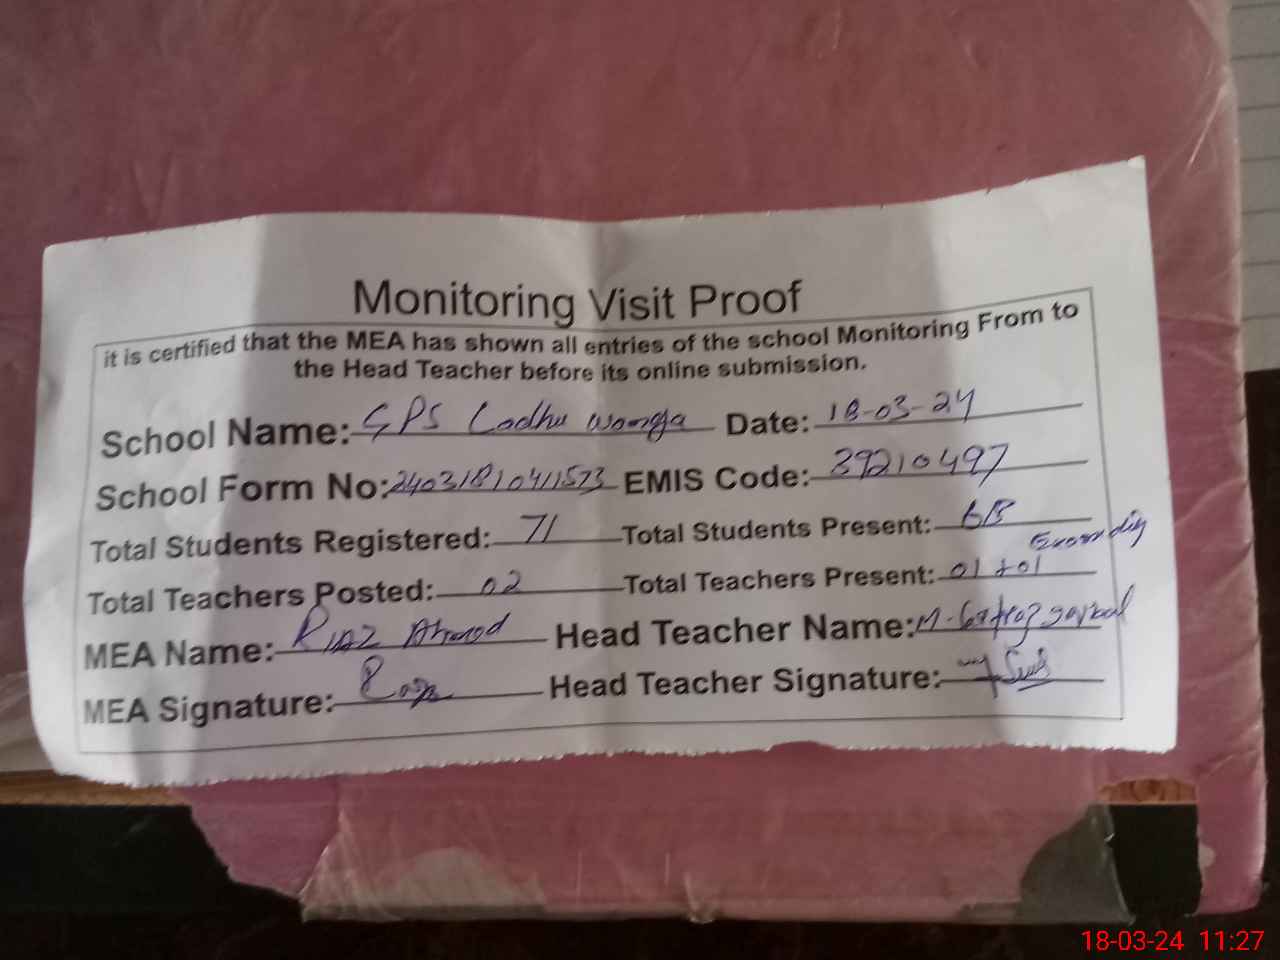 Monitoring Visit Proof
it is certified that the MEA has shown all entries of the school Monitoring From to
the Head Teacher before its online submission.
School Name: GPS Lodhu Date: 18-03-24
School Form No: 24031810411573 EMIS Code: 39210497
Total Students Registered: 71 Total Students Present: 68
Total Teachers Posted: 02 Total Teachers Present: 01 + 01
MEA Name: Riaz Ahmad Head Teacher Name: M.
MEA Signature: Head Teacher Signature:
18-03-24 11:27